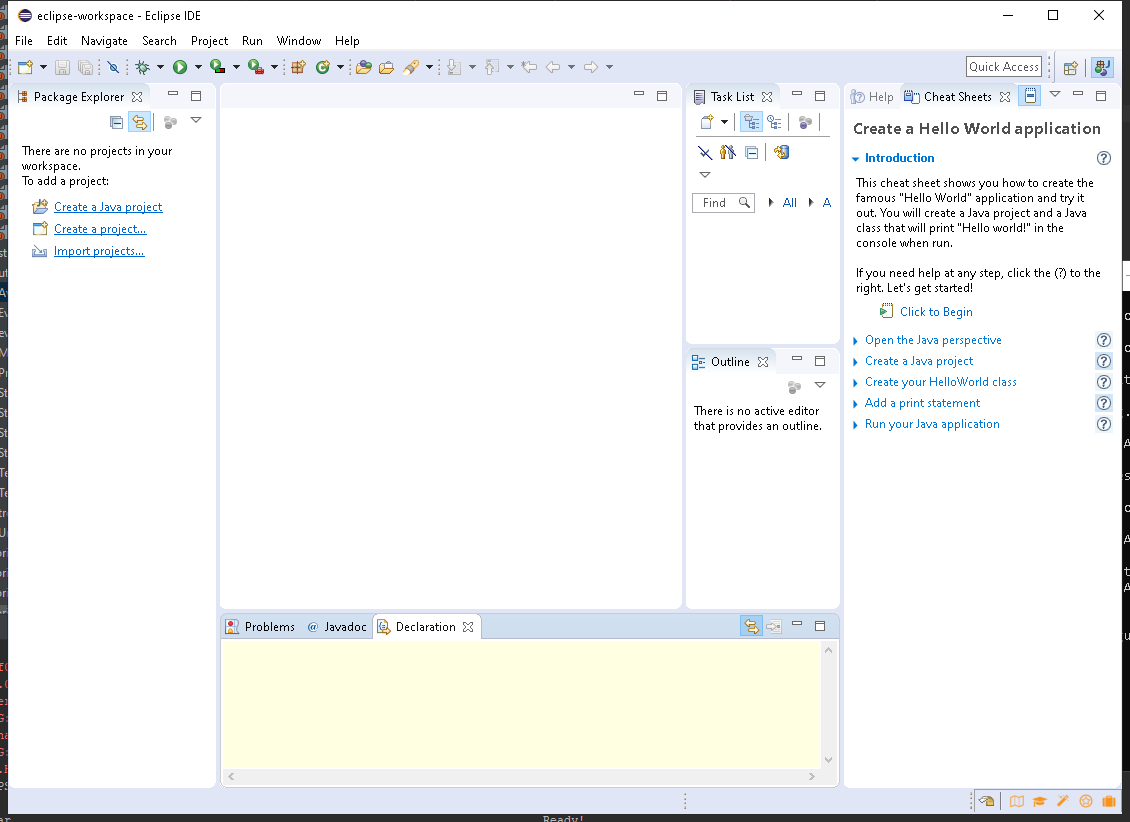 eclipse-workspace - Eclipse IDE
File Edit Navigate Search Project Run Window Help
Quick Access
Package Explorer
There are no projects in your
workspace.
To add a project:
Create a Java project
Create a project...
Import projects...
Task List
Find
All
A
Outline
There is no active editor
that provides an outline.
Help
Cheat Sheets
Create a Hello World application
Introduction
This cheat sheet shows you how to create the
famous "Hello World" application and try it
out. You will create a Java project and a Java
class that will print "Hello world!" in the
console when run.
If you need help at any step, click the (?) to the
right. Let's get started!
Click to Begin
Open the Java perspective
Create a Java project
Create your HelloWorld class
Add a print statement
Run your Java application
Problems
@ Javadoc
Declaration
Ready!